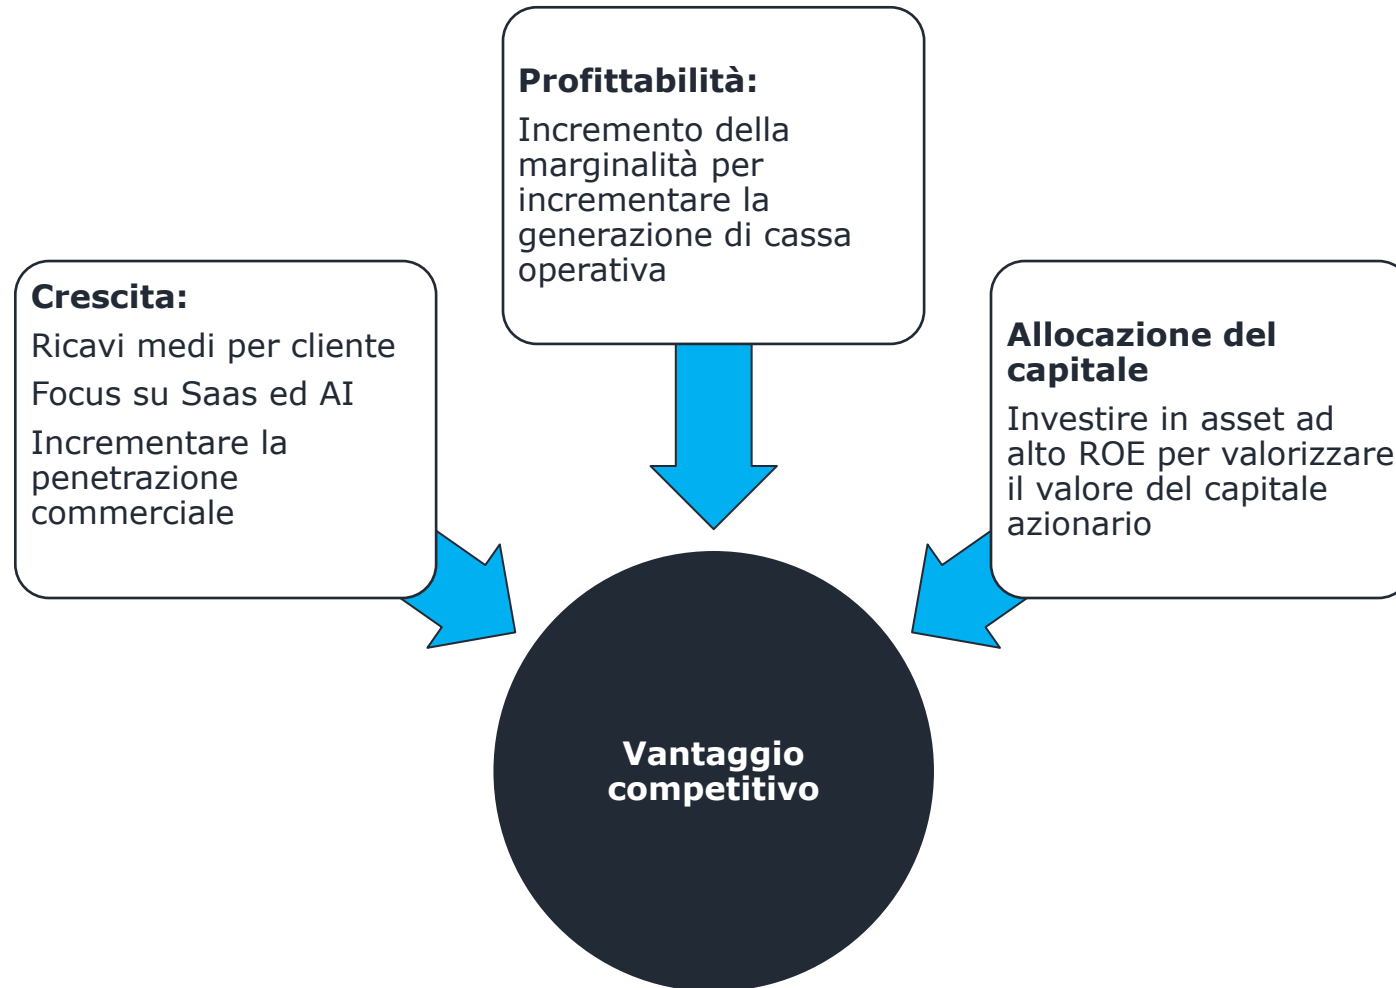 Profittabilità:
Incremento della
marginalità per
incrementare la
generazione di cassa
operativa
Crescita:
Ricavi medi per cliente
Focus su Saas ed AI
Incrementare la
penetrazione
commerciale
Allocazione del
capitale
Investire in asset ad
alto ROE per valorizzare
il valore del capitale
azionario
Vantaggio
competitivo